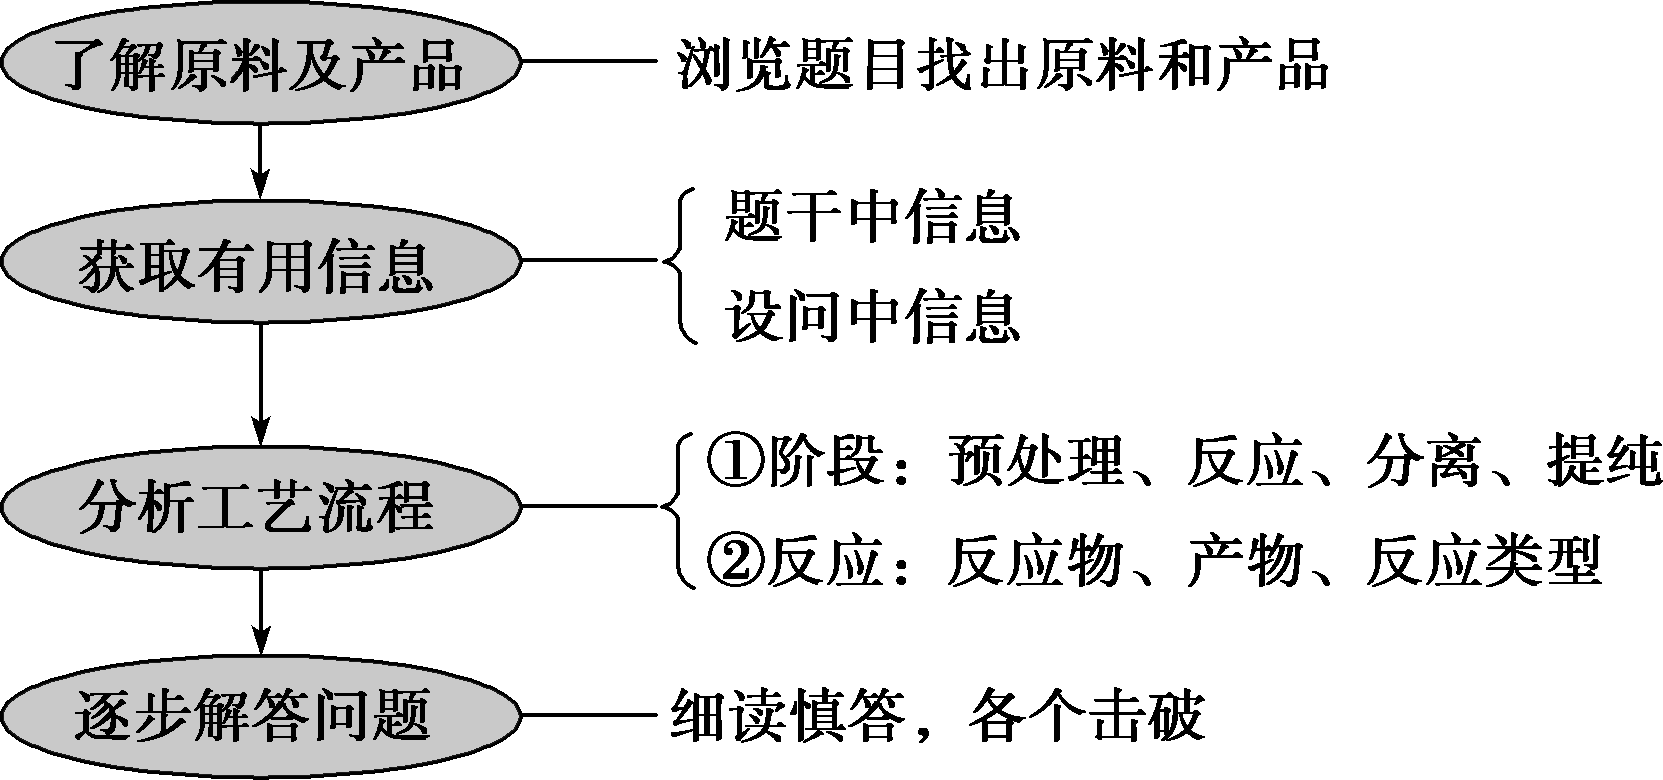 了解原料及产品
浏览题目找出原料和产品
获取有用信息
题干中信息
设问中信息
分析工艺流程
①阶段：预处理、反应、分离、提纯
②反应：反应物、产物、反应类型
逐步解答问题
细读慎答，各个击破